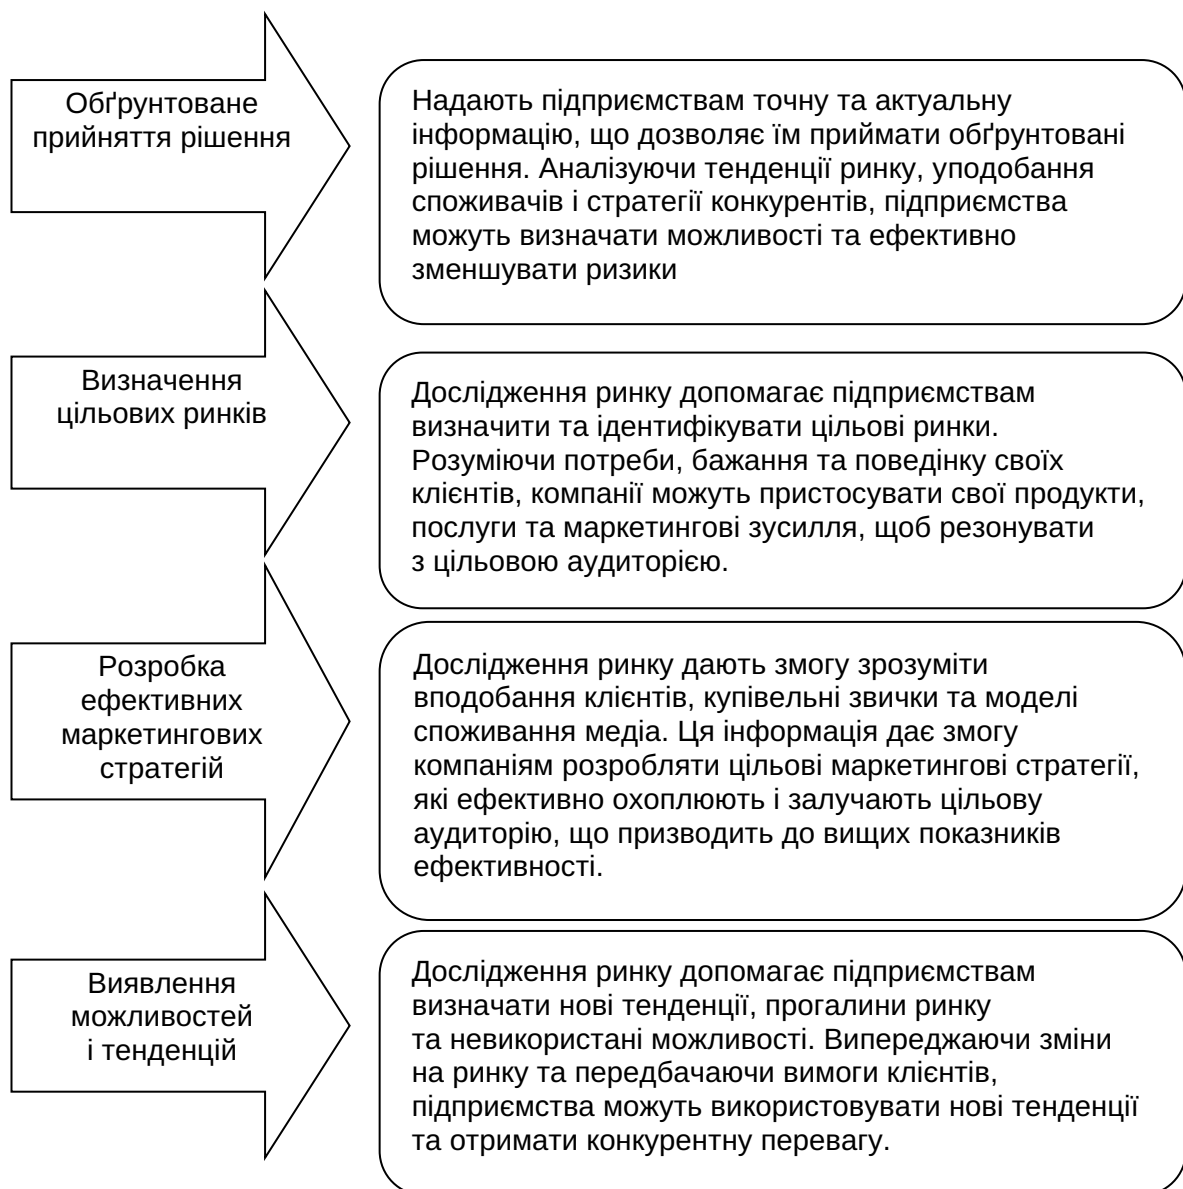 Обґрунтоване
прийняття рішення
Надають підприємствам точну та актуальну
інформацію, що дозволяє їм приймати обґрунтовані
рішення. Аналізуючи тенденції ринку, уподобання
споживачів і стратегії конкурентів, підприємства
можуть визначати можливості та ефективно
зменшувати ризики
Визначення
цільових ринків
Дослідження ринку допомагає підприємствам
визначити та ідентифікувати цільові ринки.
Розуміючи потреби, бажання та поведінку своїх
клієнтів, компанії можуть пристосувати свої продукти,
послуги та маркетингові зусилля, щоб резонувати
з цільовою аудиторією.
Розробка
ефективних
маркетингових
стратегій
Дослідження ринку дають змогу зрозуміти
вподобання клієнтів, купівельні звички та моделі
споживання медіа. Ця інформація дає змогу
компаніям розробляти цільові маркетингові стратегії,
які ефективно охоплюють і залучають цільову
аудиторію, що призводить до вищих показників
ефективності.
Виявлення
можливостей
і тенденцій
Дослідження ринку допомагає підприємствам
визначати нові тенденції, прогалини ринку
та невикористані можливості. Випереджаючи зміни
на ринку та передбачаючи вимоги клієнтів,
підприємства можуть використовувати нові тенденції
та отримати конкурентну перевагу.